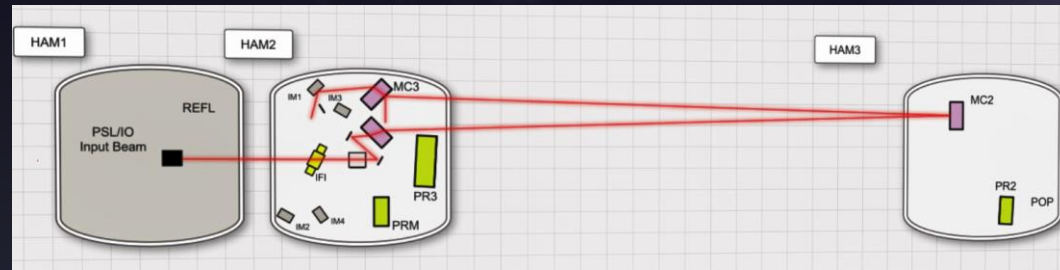 HAM1
HAM2
HAM3
REFL
PSL/IO
Input Beam
IM1
IM3
MC3
IFI
PR3
IM2
IM4
PRM
MC2
PR2
POP